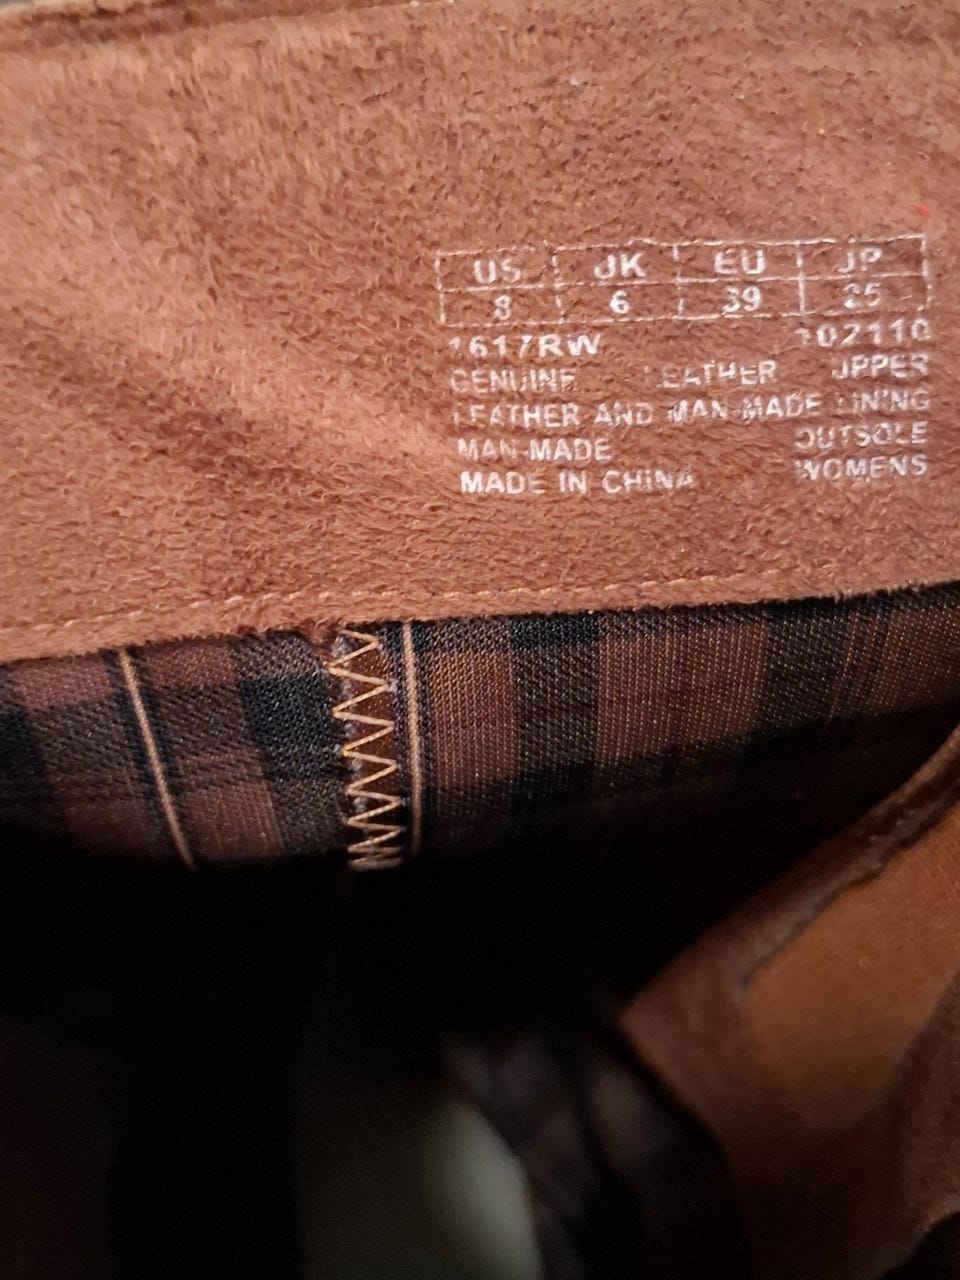 US UK EU JP
8 6 39 25
1617RW 102110
GENUINE LEATHER UPPER
LEATHER AND MAN-MADE LINING
MAN-MADE OUTSOLE
MADE IN CHINA WOMENS